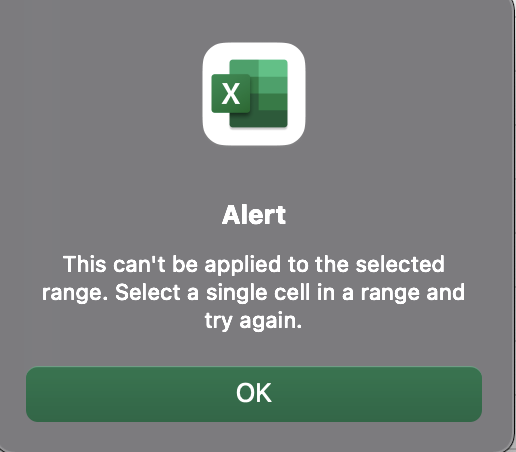 X
Alert
This can't be applied to the selected
range. Select a single cell in a range and
try again.
OK